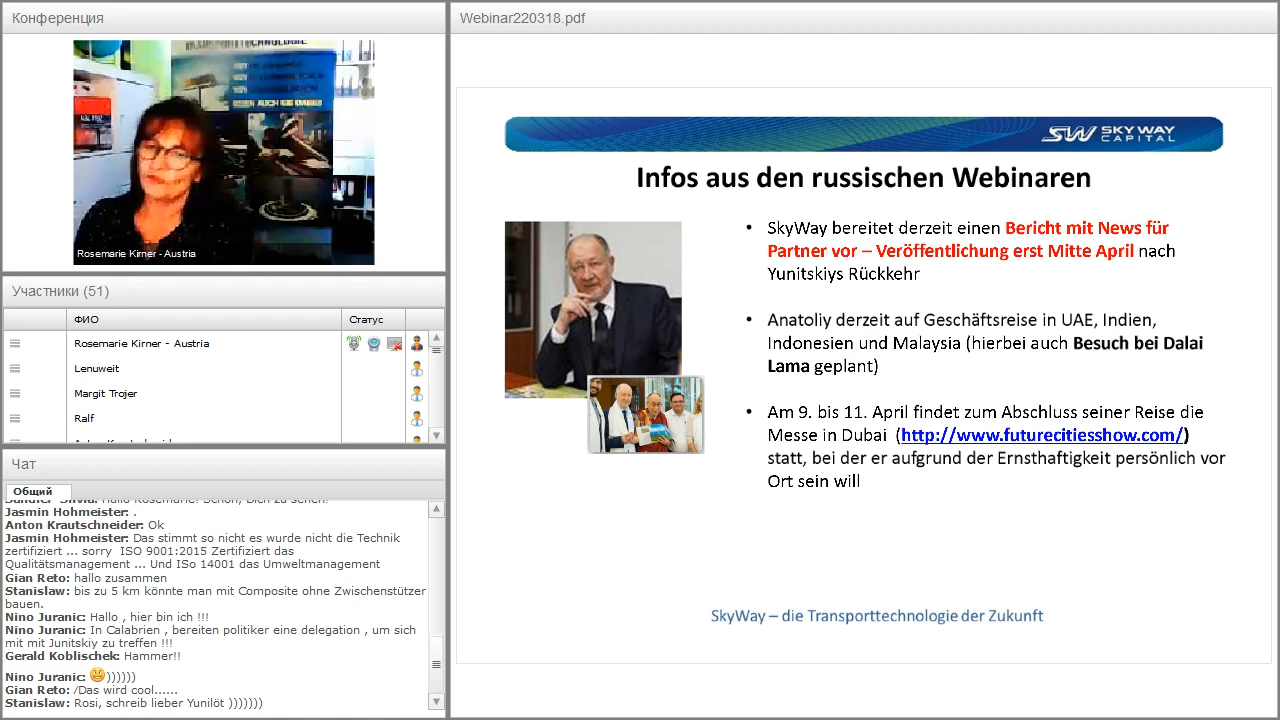 Конференция
Rosemarie Kirner - Austria
Участники (51)
ФИО
Статус
Rosemarie Kirner - Austria
Lenuweit
Margit Trojer
Ralf
Чат
Общий
Sandler Silvia: Hallo Rosemarie! Schön, Dich zu sehen!
Jasmin Hohmeister: .
Anton Krautschneider: Ok
Jasmin Hohmeister: Das stimmt so nicht es wurde nicht die Technik
zertifiziert ... sorry ISO 9001:2015 Zertifiziert das
Qualitätsmanagement ... Und ISo 14001 das Umweltmanagement
Gian Reto: hallo zusammen
Stanislaw: bis zu 5 km könnte man mit Composite ohne Zwischenstützer
bauen.
Nino Juranic: Hallo , hier bin ich !!!
Nino Juranic: In Calabrien , bereiten politiker eine delegation , um sich
mit mit Junitskiy zu treffen !!!
Gerald Koblischek: Hammer!!
Nino Juranic: ))))))
Gian Reto: /Das wird cool......
Stanislaw: Rosi, schreib lieber Yunilöt )))))))
Webinar220318.pdf
SW SKY WAY
CAPITAL
Infos aus den russischen Webinaren
• SkyWay bereitet derzeit einen Bericht mit News für
Partner vor – Veröffentlichung erst Mitte April nach
Yunitskiys Rückkehr
• Anatoliy derzeit auf Geschäftsreise in UAE, Indien,
Indonesien und Malaysia (hierbei auch Besuch bei Dalai
Lama geplant)
• Am 9. bis 11. April findet zum Abschluss seiner Reise die
Messe in Dubai (http://www.futurecitiesshow.com/)
statt, bei der er aufgrund der Ernsthaftigkeit persönlich vor
Ort sein will
SkyWay – die Transporttechnologie der Zukunft